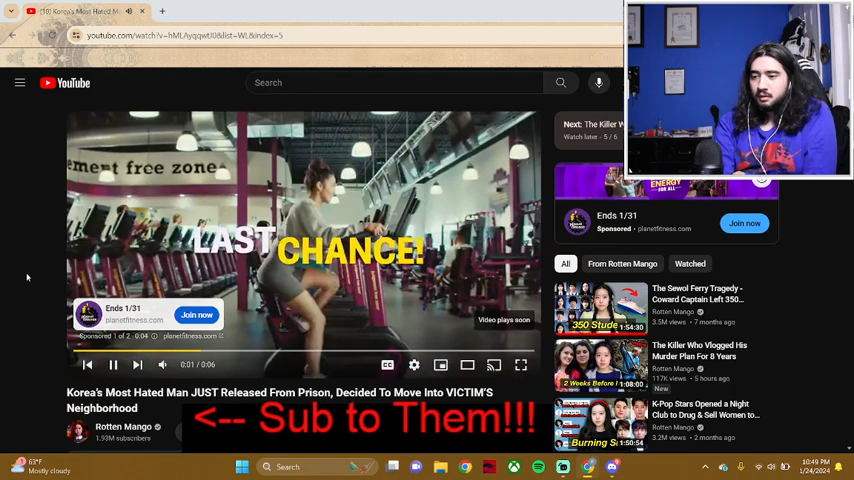 (10) Korea's Most Hated M
youtube.com/watch?v=hMLAyqqwtJ0&list=WL&index=5
YouTube
Search
ement free zone
LAST CHANCE!
Ends 1/31
planetfitness.com
Join now
Sponsored 1 of 2 · 0:04
planetfitness.com
Video plays soon
0:01 / 0:06
CC
Korea's Most Hated Man JUST Released From Prison, Decided To Move Into VICTIM'S
Neighborhood
Rotten Mango
1.93M subscribers
<-- Sub to Them!!!
Next: The Killer W
Watch later - 5 / 6
ENERGY
FOR ALL
Ends 1/31
Sponsored · planetfitness.com
Join now
All
From Rotten Mango
Watched
350 Stude
1:54:30
The Sewol Ferry Tragedy -
Coward Captain Left 350...
Rotten Mango
3.5M views • 7 months ago
2 Weeks Before
1:08:00
The Killer Who Vlogged His
Murder Plan For 8 Years
Rotten Mango
117K views • 5 hours ago
New
Burning S
1:50:54
K-Pop Stars Opened a Night
Club to Drug & Sell Women to...
Rotten Mango
3.2M views • 2 months ago
63°F
Mostly cloudy
Search
10:49 PM
1/24/2024